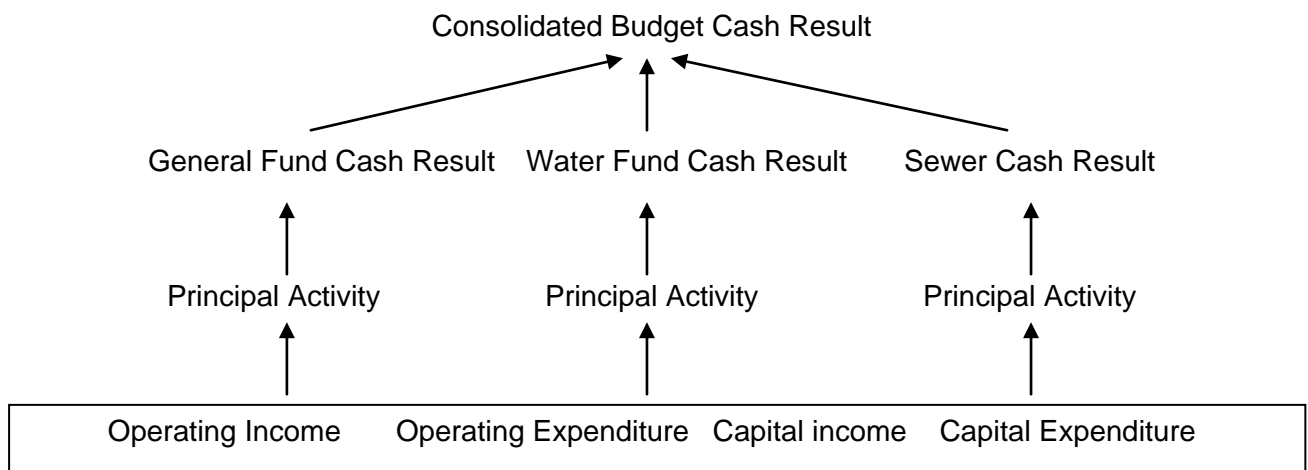 Consolidated Budget Cash Result
General Fund Cash Result Water Fund Cash Result Sewer Cash Result
Principal Activity Principal Activity Principal Activity
Operating Income Operating Expenditure Capital income Capital Expenditure